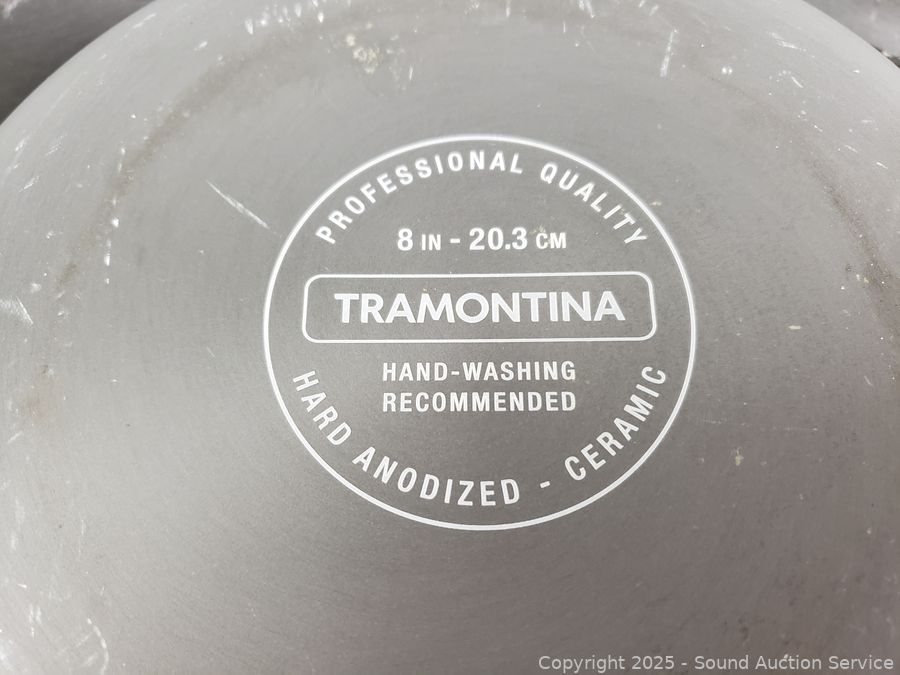 PROFESSIONAL QUALITY
8 IN - 20.3 CM
TRAMONTINA
HAND-WASHING
RECOMMENDED
HARD ANODIZED - CERAMIC
Copyright 2025 - Sound Auction Service